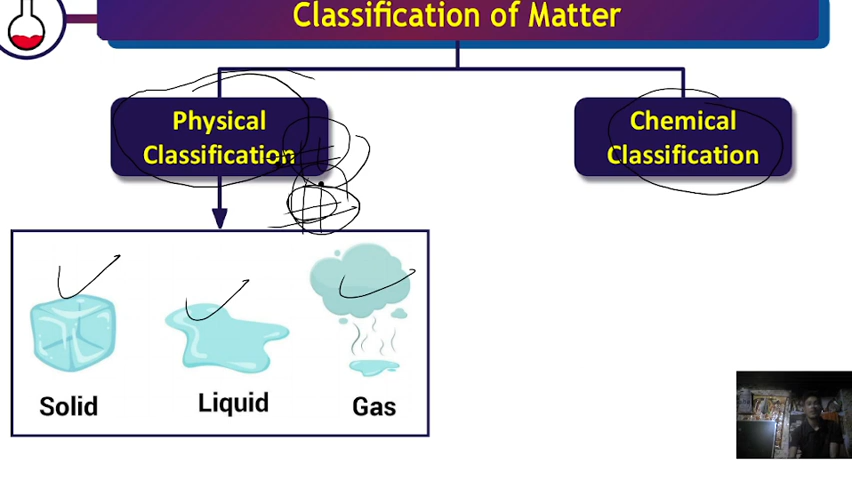 Classification of Matter
Physical
Classification
Chemical
Classification
Solid
Liquid
Gas